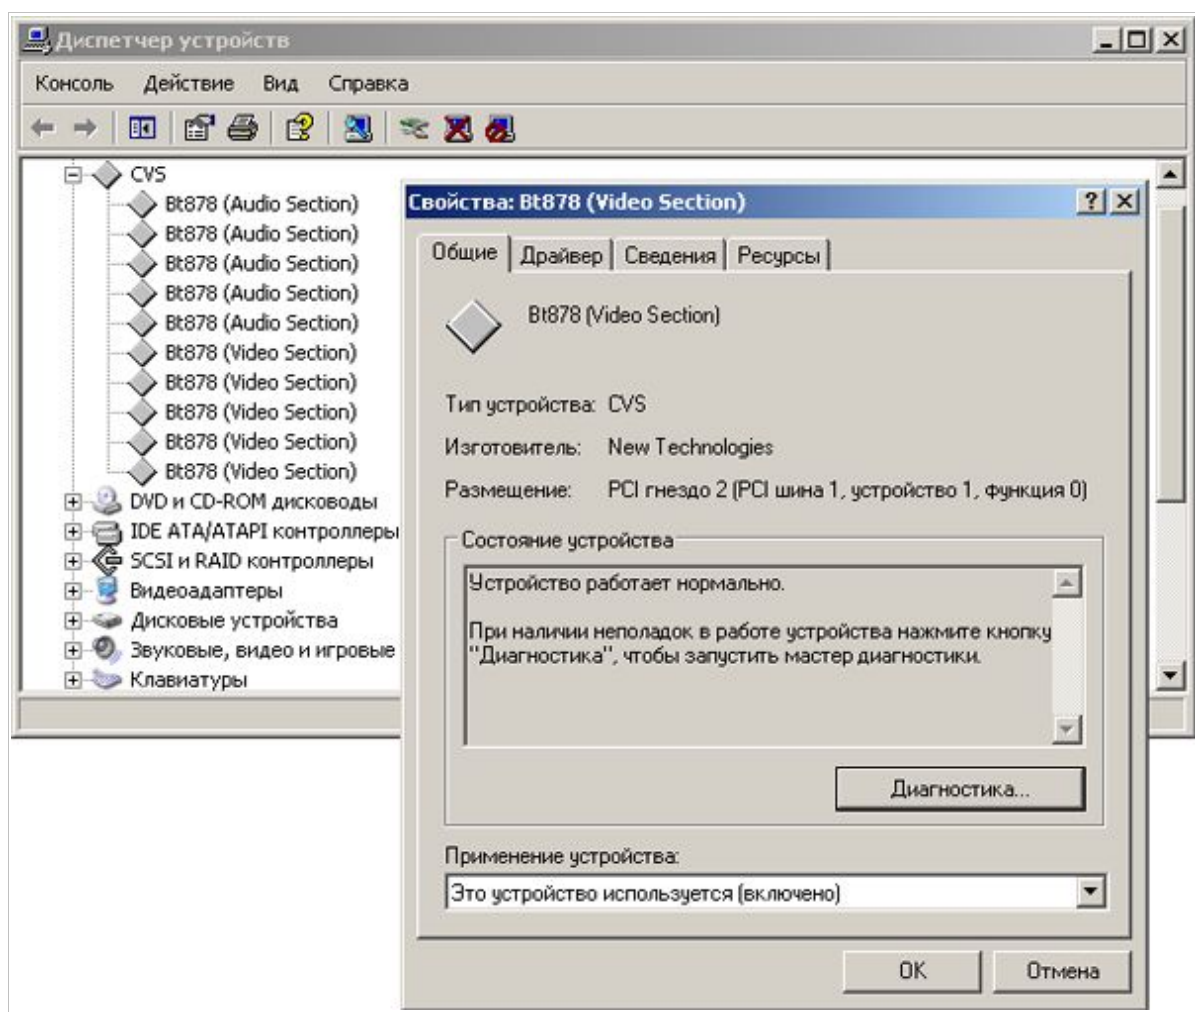 Диспетчер устройств
Консоль Действие Вид Справка
CVS
Bt878 (Audio Section)
Bt878 (Audio Section)
Bt878 (Audio Section)
Bt878 (Audio Section)
Bt878 (Audio Section)
Bt878 (Video Section)
Bt878 (Video Section)
Bt878 (Video Section)
Bt878 (Video Section)
Bt878 (Video Section)
DVD и CD-ROM дисководы
IDE ATA/ATAPI контроллеры
SCSI и RAID контроллеры
Видеоадаптеры
Дисковые устройства
Звуковые, видео и игровые
Клавиатуры
Свойства: Bt878 (Video Section)
Общие Драйвер Сведения Ресурсы
Bt878 (Video Section)
Тип устройства: CVS
Изготовитель: New Technologies
Размещение: PCI гнездо 2 (PCI шина 1, устройство 1, функция 0)
Состояние устройства
Устройство работает нормально.
При наличии неполадок в работе устройства нажмите кнопку
"Диагностика", чтобы запустить мастер диагностики.
Диагностика...
Применение устройства:
Это устройство используется (включено)
OK Отмена